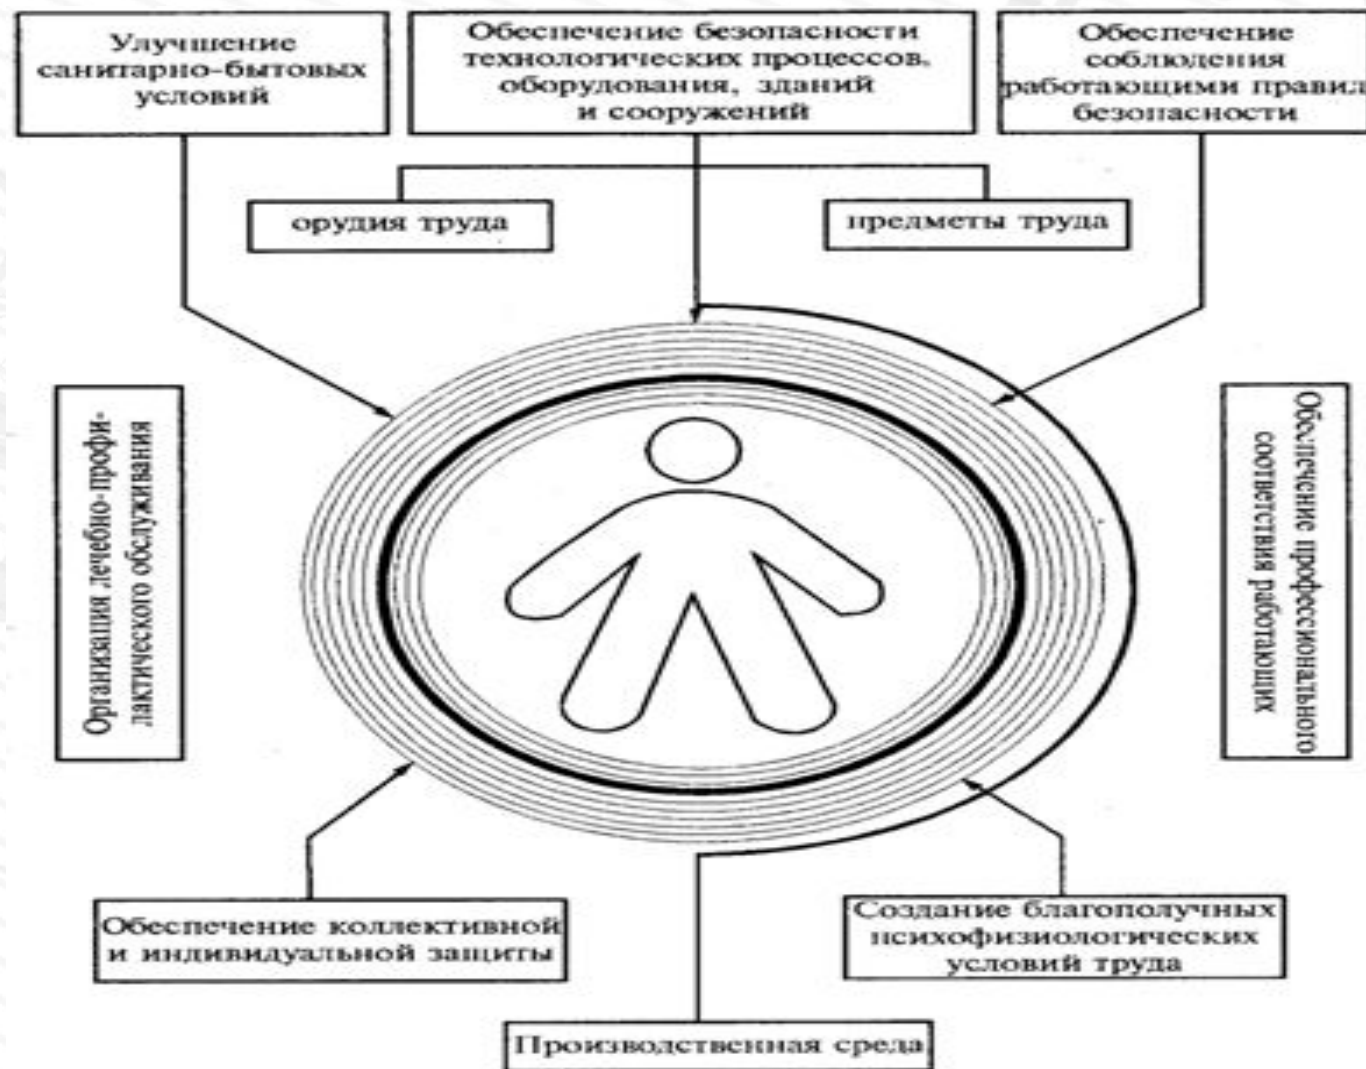 Улучшение
санитарно-бытовых
условий
Обеспечение безопасности
технологических процессов,
оборудования, зданий
и сооружений
Обеспечение
соблюдения
работающими правил
безопасности
орудия труда
предметы труда
Организация лечебно-профи-
лактического обслуживания
Обеспечение профессионального
соответствия работающих
Обеспечение коллективной
и индивидуальной защиты
Создание благополучных
психофизиологических
условий труда
Производственная среда